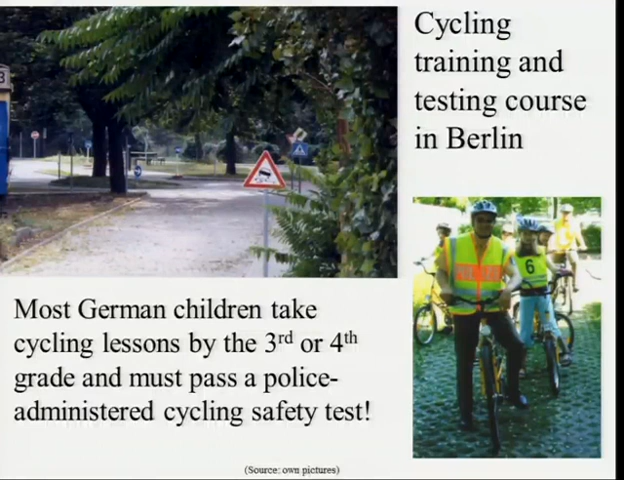 Cycling
training and
testing course
in Berlin
6
Most German children take
cycling lessons by the 3rd or 4th
grade and must pass a police-
administered cycling safety test!
(Source: own pictures)